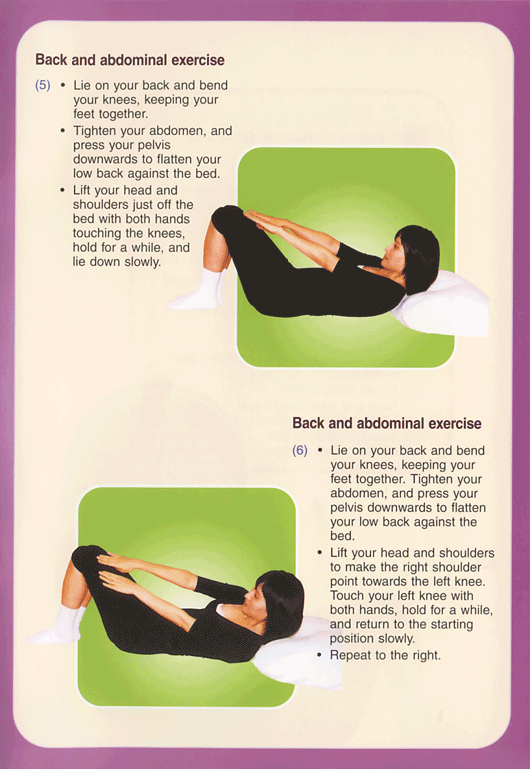 Back and abdominal exercise
(5) • Lie on your back and bend
your knees, keeping your
feet together.
• Tighten your abdomen, and
press your pelvis
downwards to flatten your
low back against the bed.
• Lift your head and
shoulders just off the
bed with both hands
touching the knees,
hold for a while, and
lie down slowly.
Back and abdominal exercise
(6) • Lie on your back and bend
your knees, keeping your
feet together. Tighten your
abdomen, and press your
pelvis downwards to flatten
your low back against the
bed.
• Lift your head and shoulders
to make the right shoulder
point towards the left knee.
Touch your left knee with
both hands, hold for a while,
and return to the starting
position slowly.
• Repeat to the right.